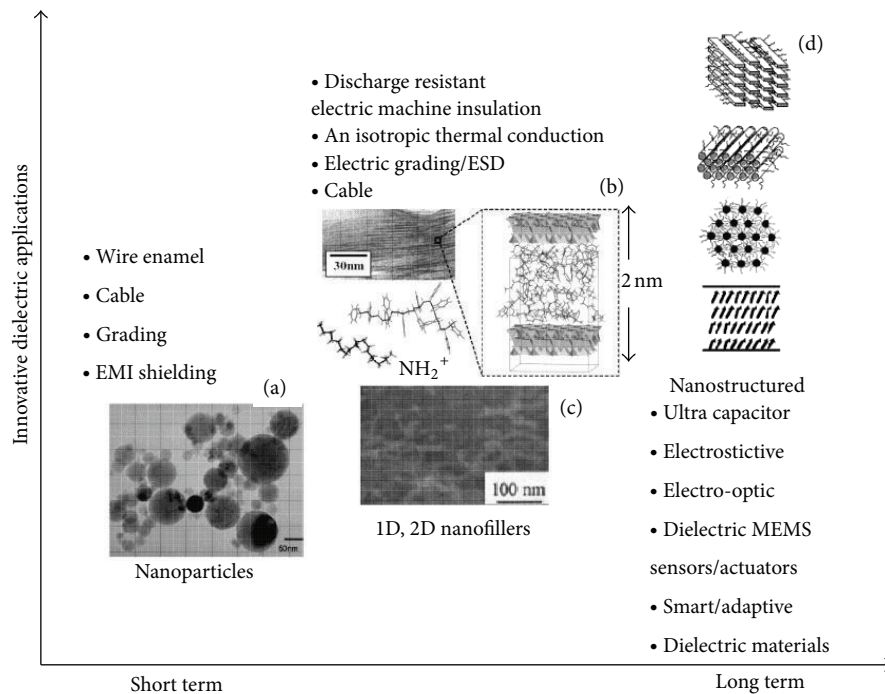 Innovative dielectric applications
• Wire enamel
• Cable
• Grading
• EMI shielding
(a)
50nm
Nanoparticles
• Discharge resistant
electric machine insulation
• An isotropic thermal conduction
• Electric grading/ESD
• Cable
(b)
30nm
2 nm
NH2+
(c)
100 nm
1D, 2D nanofillers
(d)
Nanostructured
• Ultra capacitor
• Electrostictive
• Electro-optic
• Dielectric MEMS
sensors/actuators
• Smart/adaptive
• Dielectric materials
Short term
Long term